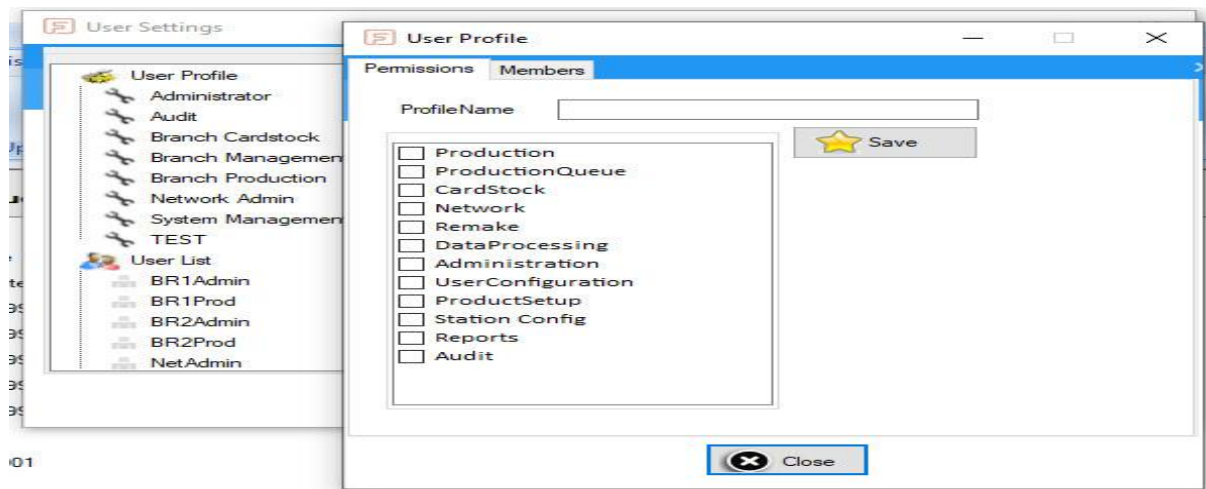 User Settings
User Profile
Administrator
Audit
Branch Cardstock
Branch Managemen
Branch Production
Network Admin
System Managemen
TEST
User List
BR1Admin
BR1Prod
BR2Admin
BR2Prod
NetAdmin
User Profile
Permissions Members
ProfileName
Save
Production
ProductionQueue
CardStock
Network
Remake
DataProcessing
Administration
UserConfiguration
ProductSetup
Station Config
Reports
Audit
Close